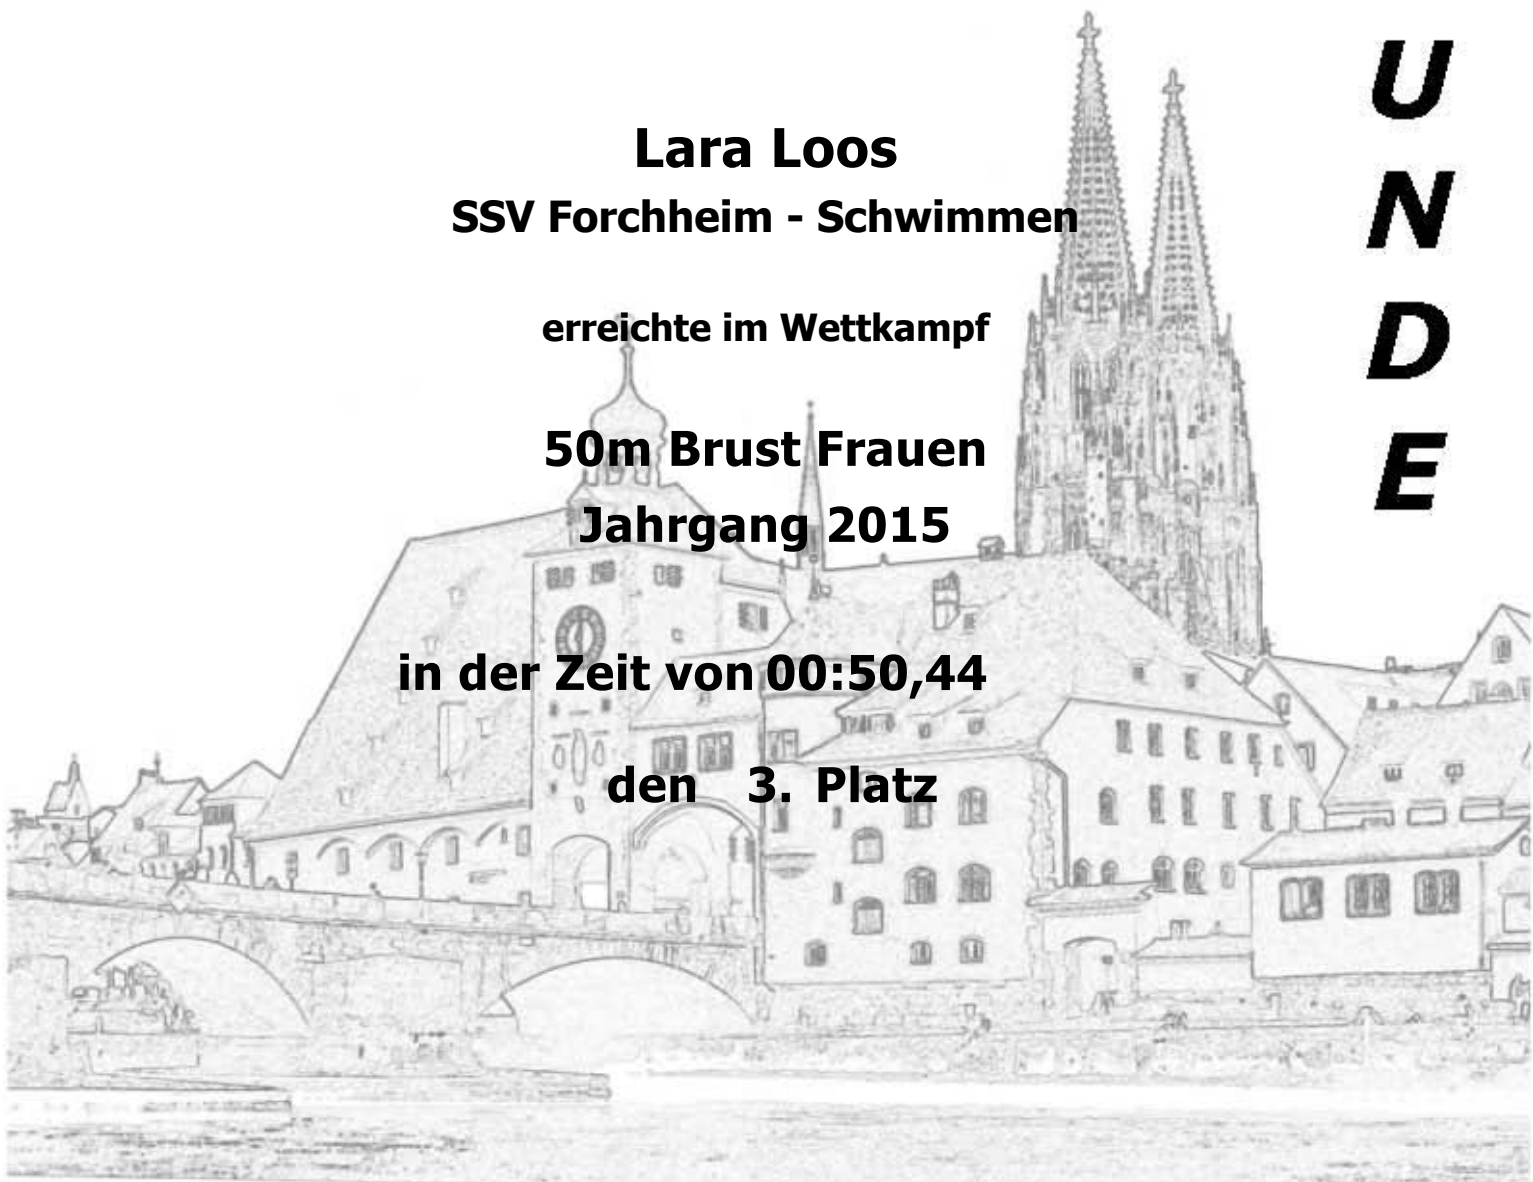 Lara Loos
SSV Forchheim - Schwimmen
erreichte im Wettkampf
50m Brust Frauen
Jahrgang 2015
in der Zeit von 00:50,44
den 3. Platz
U
N
D
E